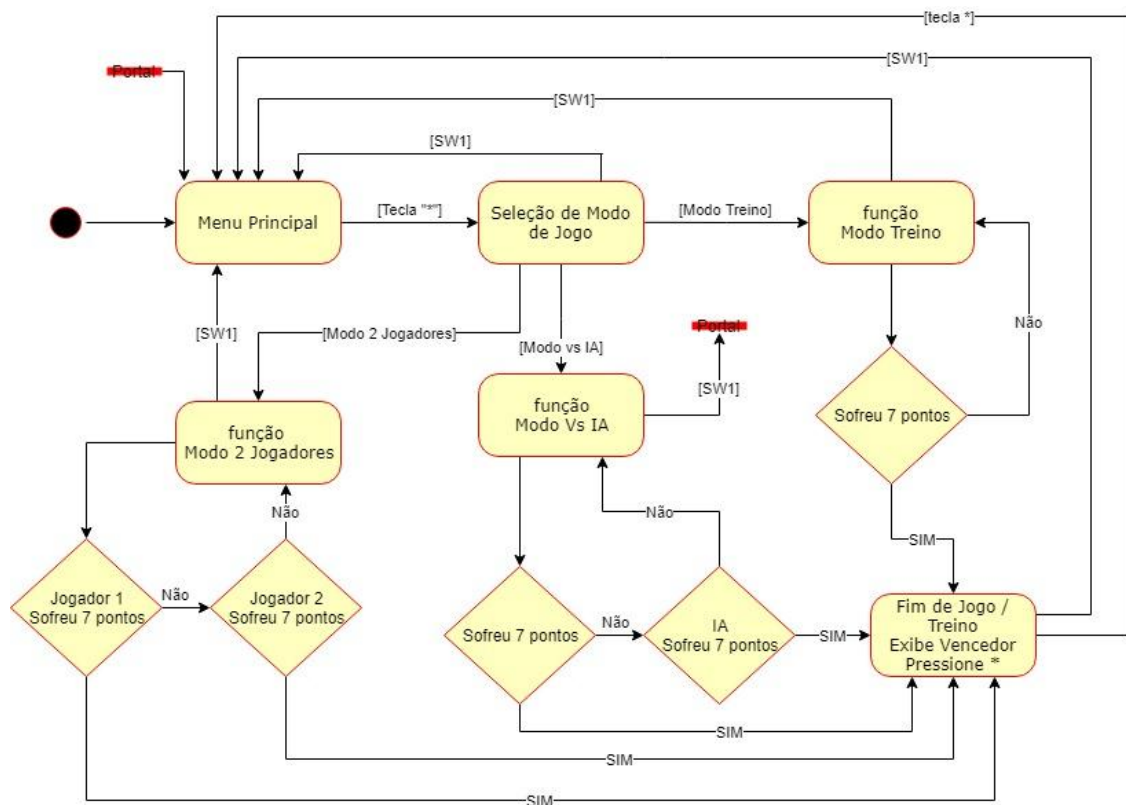 [tecla *]
[SW1]
Portal
[SW1]
[SW1]
Menu Principal
[Tecla "*"]
Seleção de Modo
de Jogo
[Modo Treino]
função
Modo Treino
[SW1]
[Modo 2 Jogadores]
[Modo vs IA]
Portal
Não
[SW1]
função
Modo 2 Jogadores
função
Modo Vs IA
Sofreu 7 pontos
Não
Não
SIM
Jogador 1
Sofreu 7 pontos
Não
Jogador 2
Sofreu 7 pontos
Sofreu 7 pontos
Não
IA
Sofreu 7 pontos
SIM
Fim de Jogo /
Treino
Exibe Vencedor
Pressione *
SIM
SIM
SIM